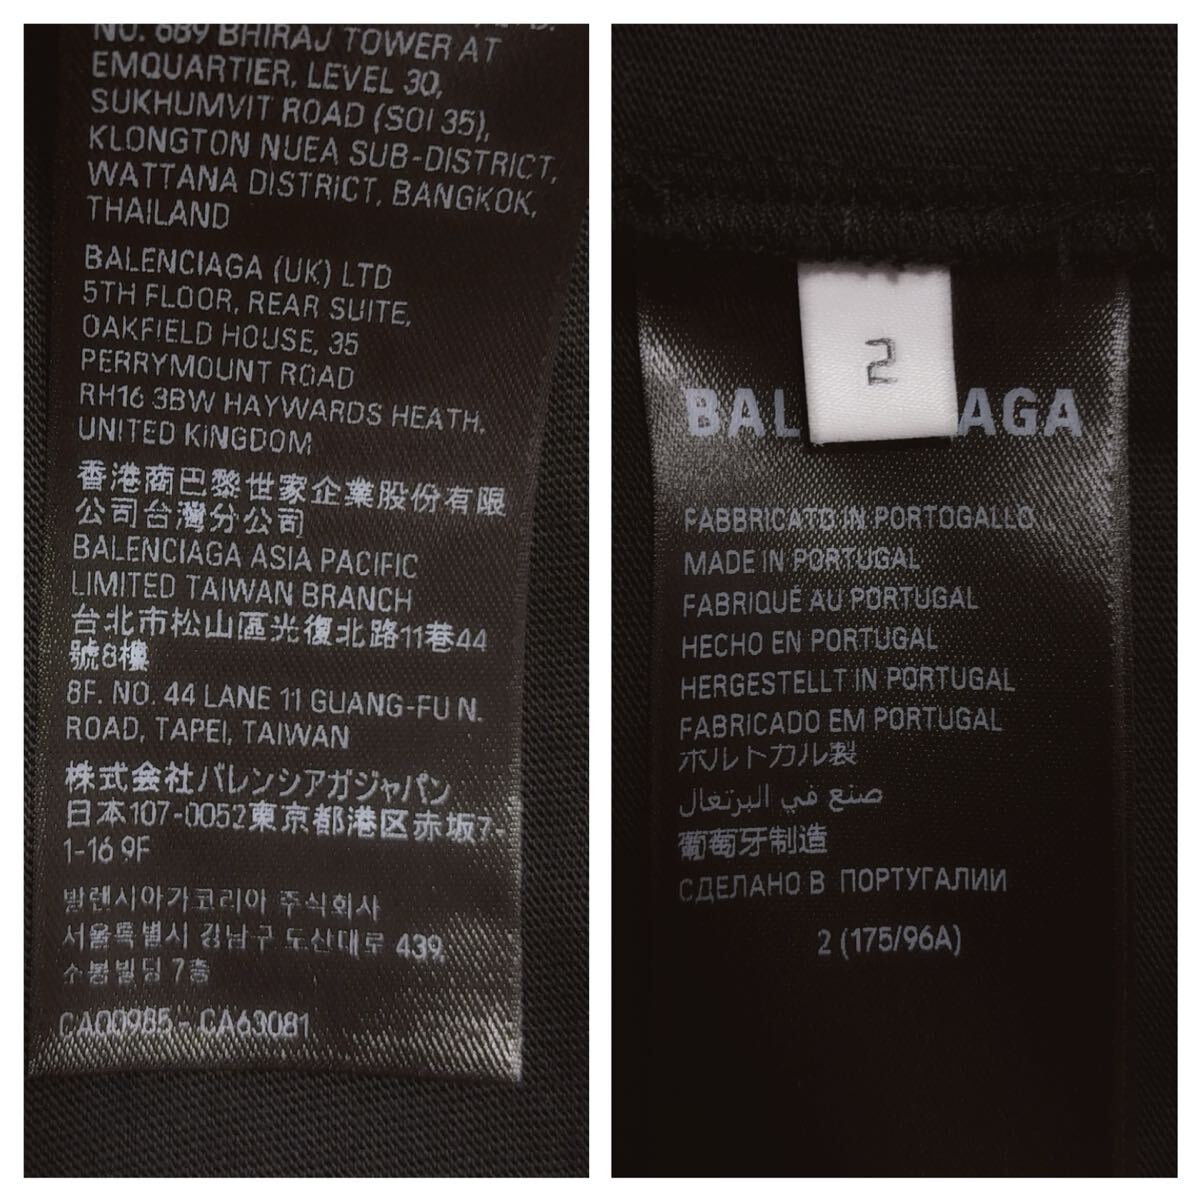 NO. 689 BHIRAJ TOWER AT
EMQUARTIER, LEVEL 30,
SUKHUMVIT ROAD (SOI 35),
KLONGTON NUEA SUB-DISTRICT,
WATTANA DISTRICT, BANGKOK,
THAILAND
BALENCIAGA (UK) LTD
5TH FLOOR, REAR SUITE,
OAKFIELD HOUSE, 35
PERRYMOUNT ROAD
RH16 3BW HAYWARDS HEATH,
UNITED KINGDOM
香港商巴黎世家企業股份有限
公司台灣分公司
BALENCIAGA ASIA PACIFIC
LIMITED TAIWAN BRANCH
台北市松山區光復北路11巷44
號8樓
8F. NO. 44 LANE 11 GUANG-FU N.
ROAD, TAPEI, TAIWAN
株式会社バレンシアガジャパン
日本107-0052東京都港区赤坂7-
1-16 9F
발렌시아가코리아 주식회사
서울특별시 강남구 도산대로 439,
소봉빌딩 7층
CA00985 - CA63081
2
BAL AGA
FABBRICATO IN PORTOGALLO
MADE IN PORTUGAL
FABRIQUÉ AU PORTUGAL
HECHO EN PORTUGAL
HERGESTELLT IN PORTUGAL
FABRICADO EM PORTUGAL
ポルトガル製
صنع في البرتغال
葡萄牙制造
СДЕЛАНО В ПОРТУГАЛИИ
2 (175/96A)